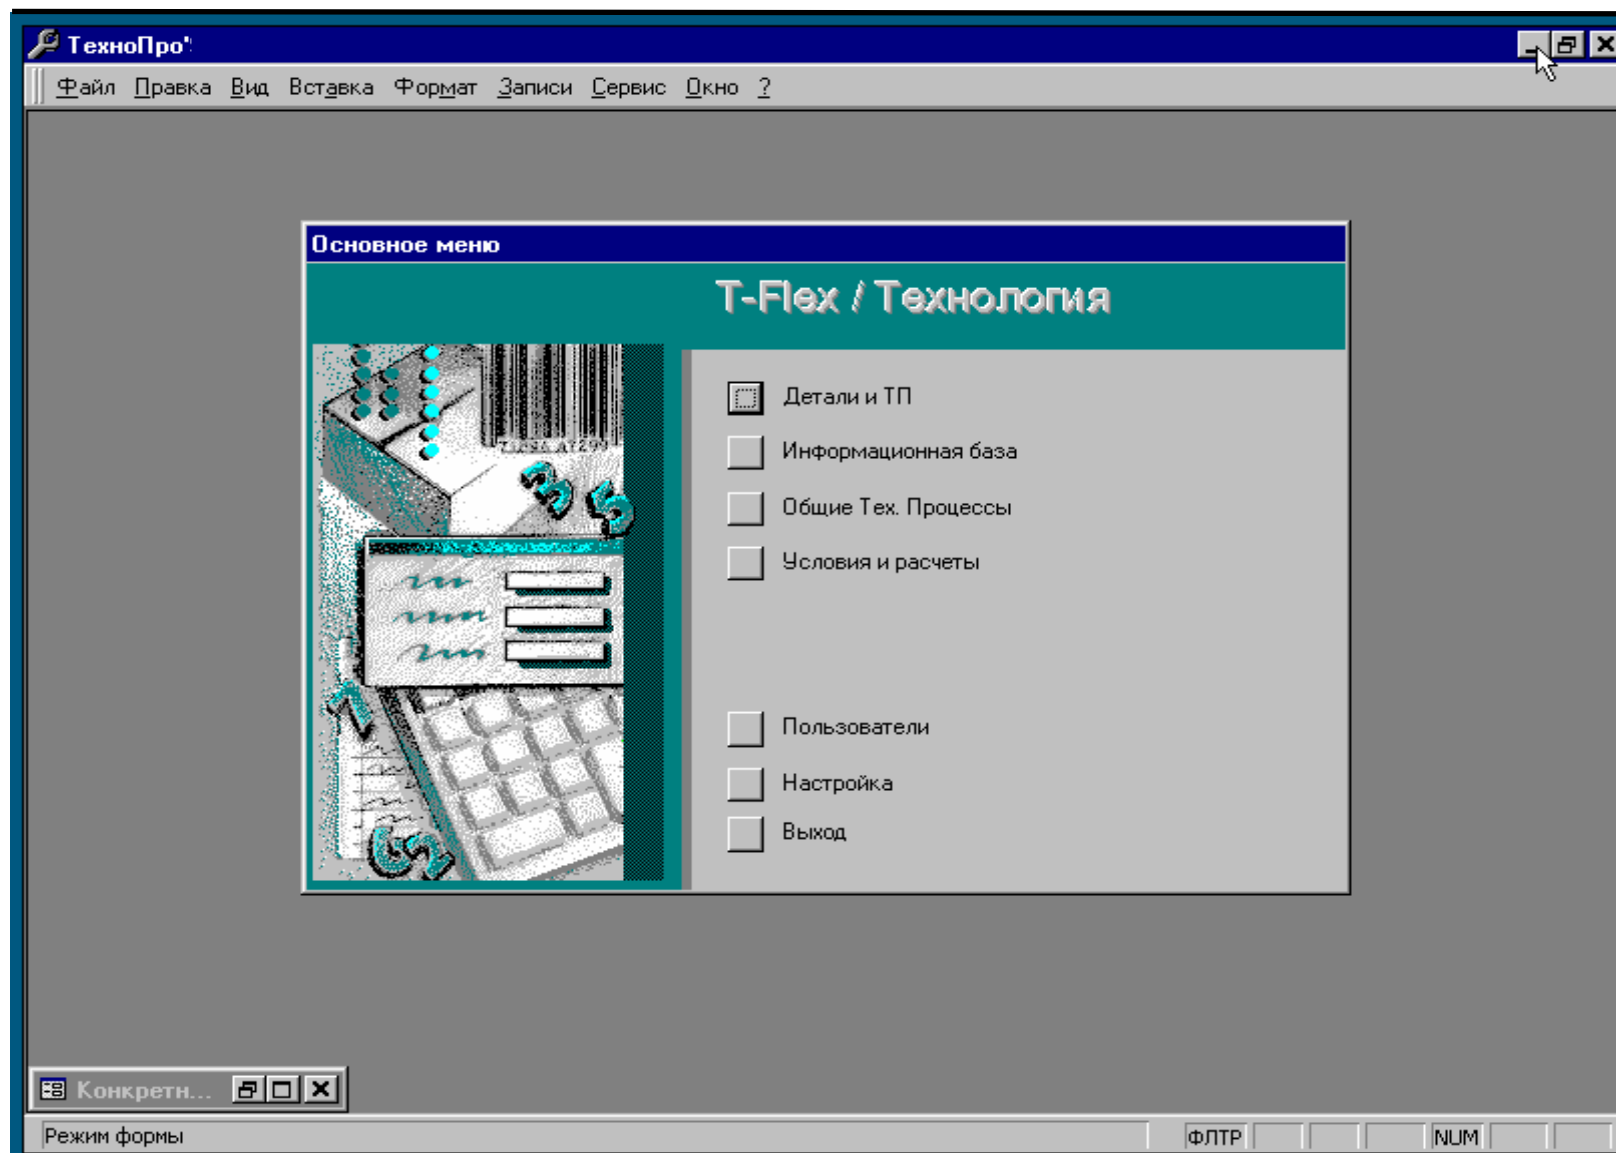 ТехноПро'
Файл Правка Вид Вставка Формат Записи Сервис Окно ?
Основное меню
T-Flex / Технология
Детали и ТП
Информационная база
Общие Тех. Процессы
Условия и расчеты
Пользователи
Настройка
Выход
Конкретн...
Режим формы ФЛТР NUM